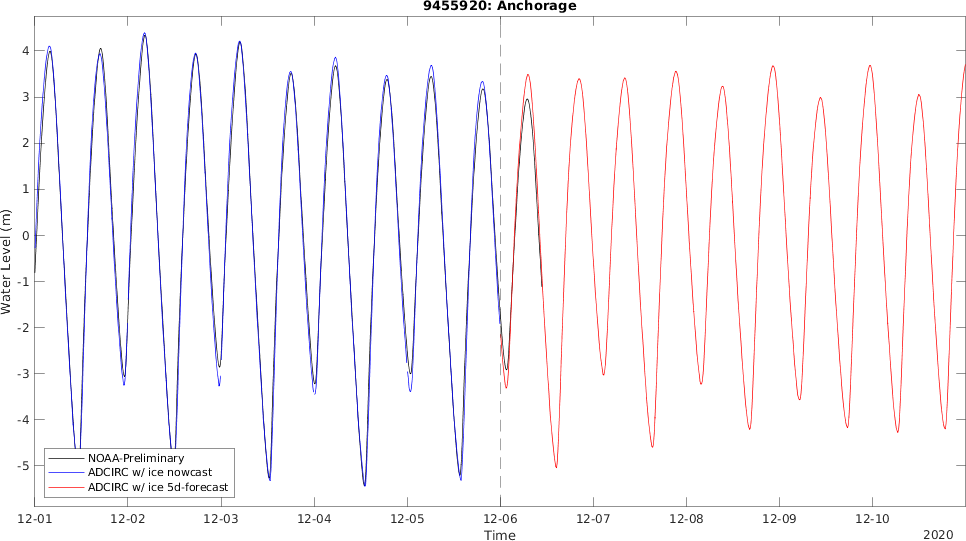 9455920: Anchorage
Water Level (m)
4
3
2
1
0
-1
-2
-3
-4
-5
NOAA-Preliminary
ADCIRC w/ ice nowcast
ADCIRC w/ ice 5d-forecast
12-01 12-02 12-03 12-04 12-05 12-06 12-07 12-08 12-09 12-10
Time
2020